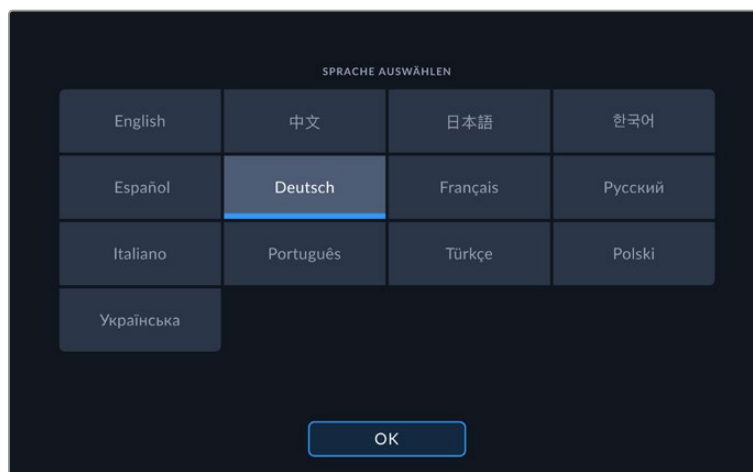 SPRACHE AUSWÄHLEN
English 中文 日本語 한국어
Español Deutsch Français Русский
Italiano Português Türkçe Polski
Українська
OK